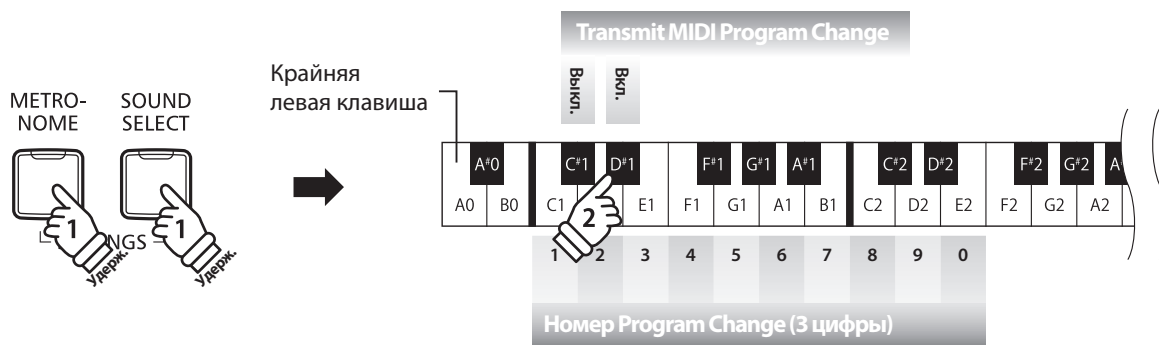 Transmit MIDI Program Change
Выкл.
Вкл.
Крайняя
левая клавиша
METRO-
NOME
SOUND
SELECT
1
1
NGS
Удерж.
Удерж.
A#0
C#1
D#1
F#1
G#1
A#1
C#2
D#2
F#2
G#2
A
A0
B0
C1
2
E1
F1
G1
A1
B1
C2
D2
E2
F2
G2
A2
1
2
3
4
5
6
7
8
9
0
Номер Program Change (3 цифры)